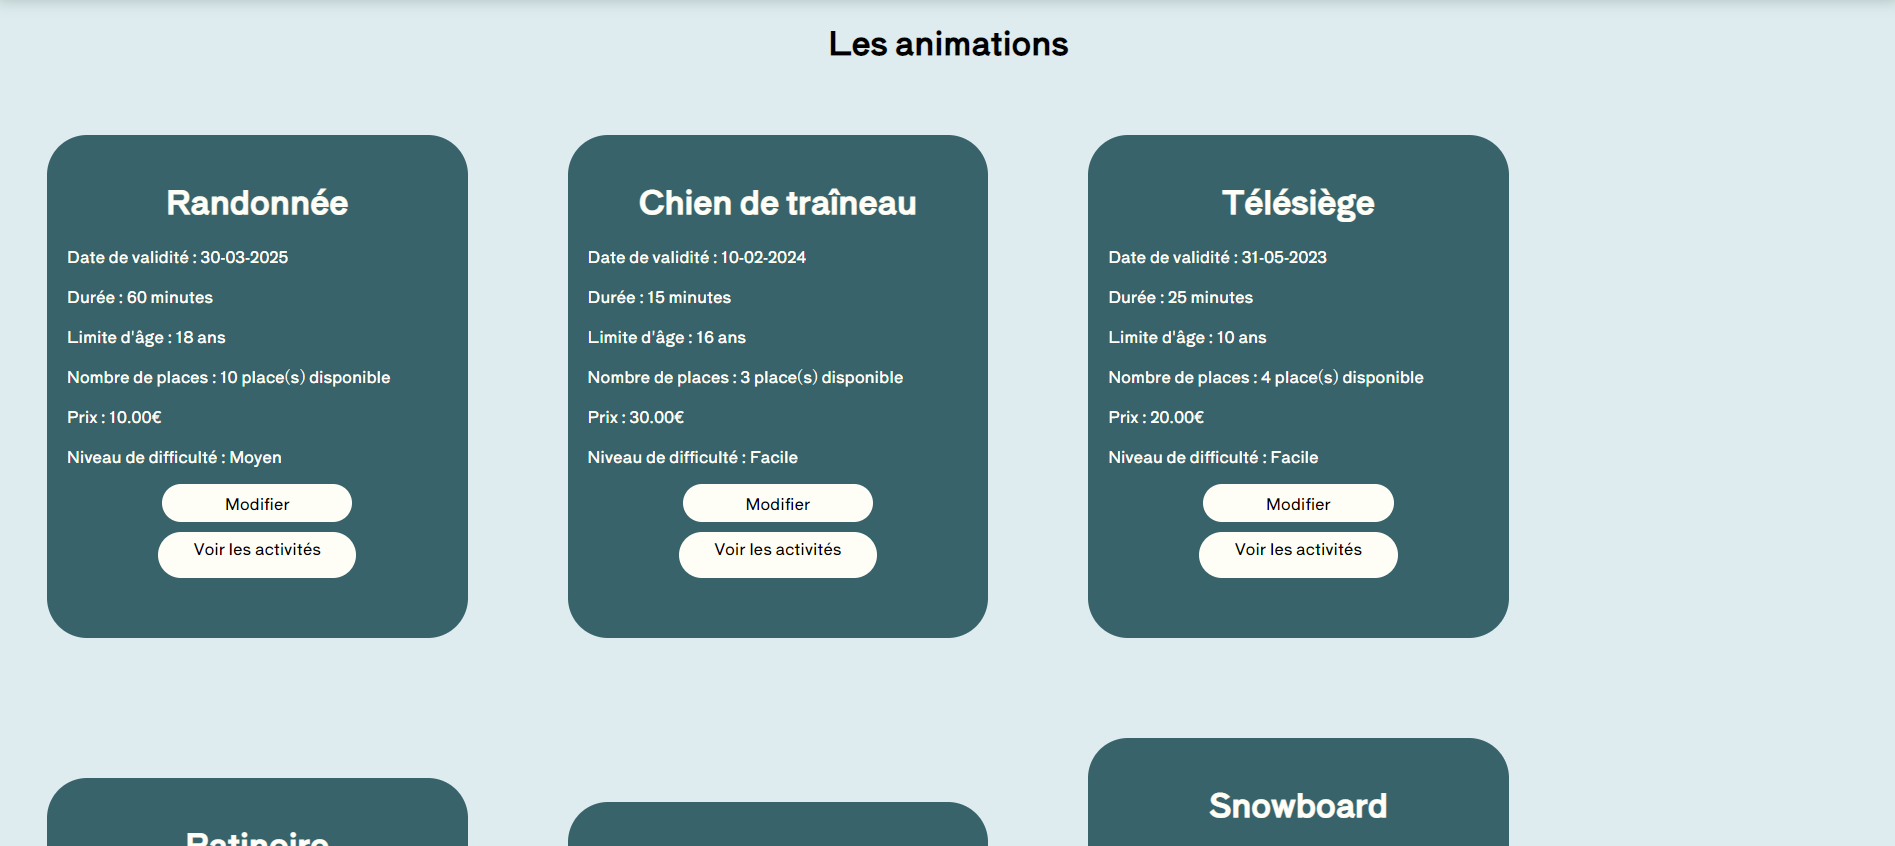 Les animations
Randonnée
Date de validité : 30-03-2025
Durée : 60 minutes
Limite d'âge : 18 ans
Nombre de places : 10 place(s) disponible
Prix : 10.00€
Niveau de difficulté : Moyen
Modifier
Voir les activités
Chien de traîneau
Date de validité : 10-02-2024
Durée : 15 minutes
Limite d'âge : 16 ans
Nombre de places : 3 place(s) disponible
Prix : 30.00€
Niveau de difficulté : Facile
Modifier
Voir les activités
Télésiège
Date de validité : 31-05-2023
Durée : 25 minutes
Limite d'âge : 10 ans
Nombre de places : 4 place(s) disponible
Prix : 20.00€
Niveau de difficulté : Facile
Modifier
Voir les activités
Patinoire
Snowboard